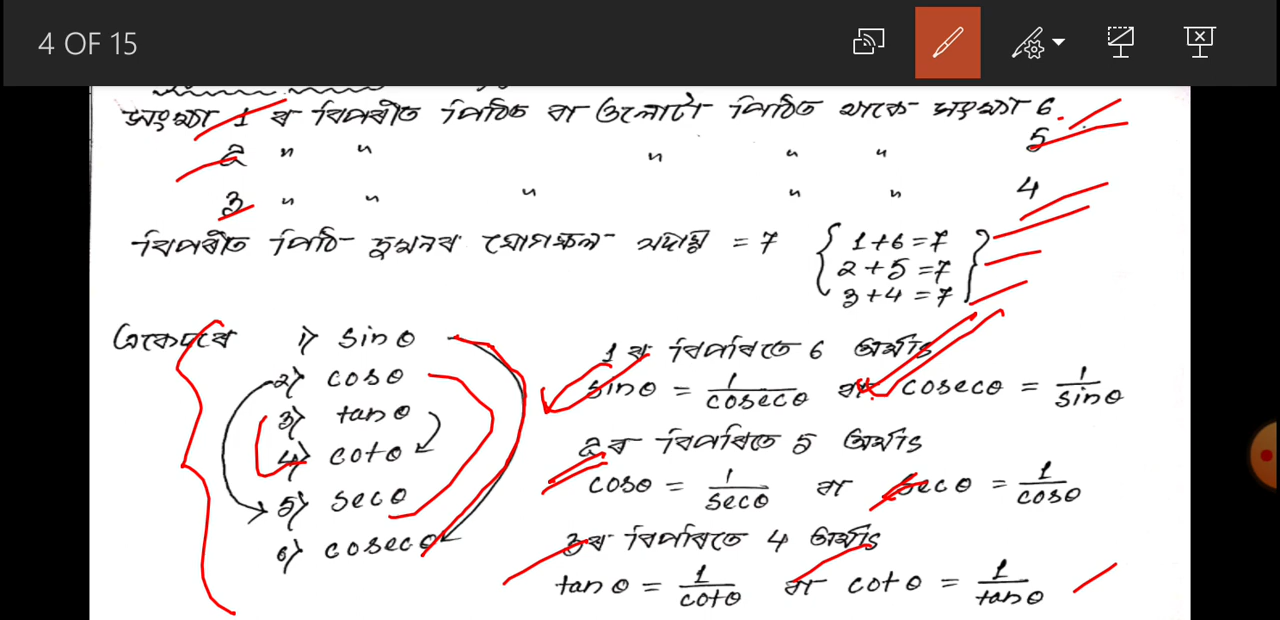 4 OF 15
সংখ্যা 1 ৰ বিপৰীত পিঠিত বা ওলোটা পিঠিত থাকে সংখ্যা 6.
2 " " " " " 5
3 " " " " " 4
বিপৰীত পিঠি দুখনৰ যোগফল সদায় = 7 { 1+6=7
2+5=7
3+4=7 }
একেদৰে 1) sinθ
2) cosθ
3) tanθ
4) cotθ
5) secθ
6) cosecθ
1 ৰ বিপৰিতে 6 অৰ্থাৎ
sinθ = 1/cosecθ বা cosecθ = 1/sinθ
2 ৰ বিপৰিতে 5 অৰ্থাৎ
cosθ = 1/secθ বা secθ = 1/cosθ
3 ৰ বিপৰিতে 4 অৰ্থাৎ
tanθ = 1/cotθ বা cotθ = 1/tanθ